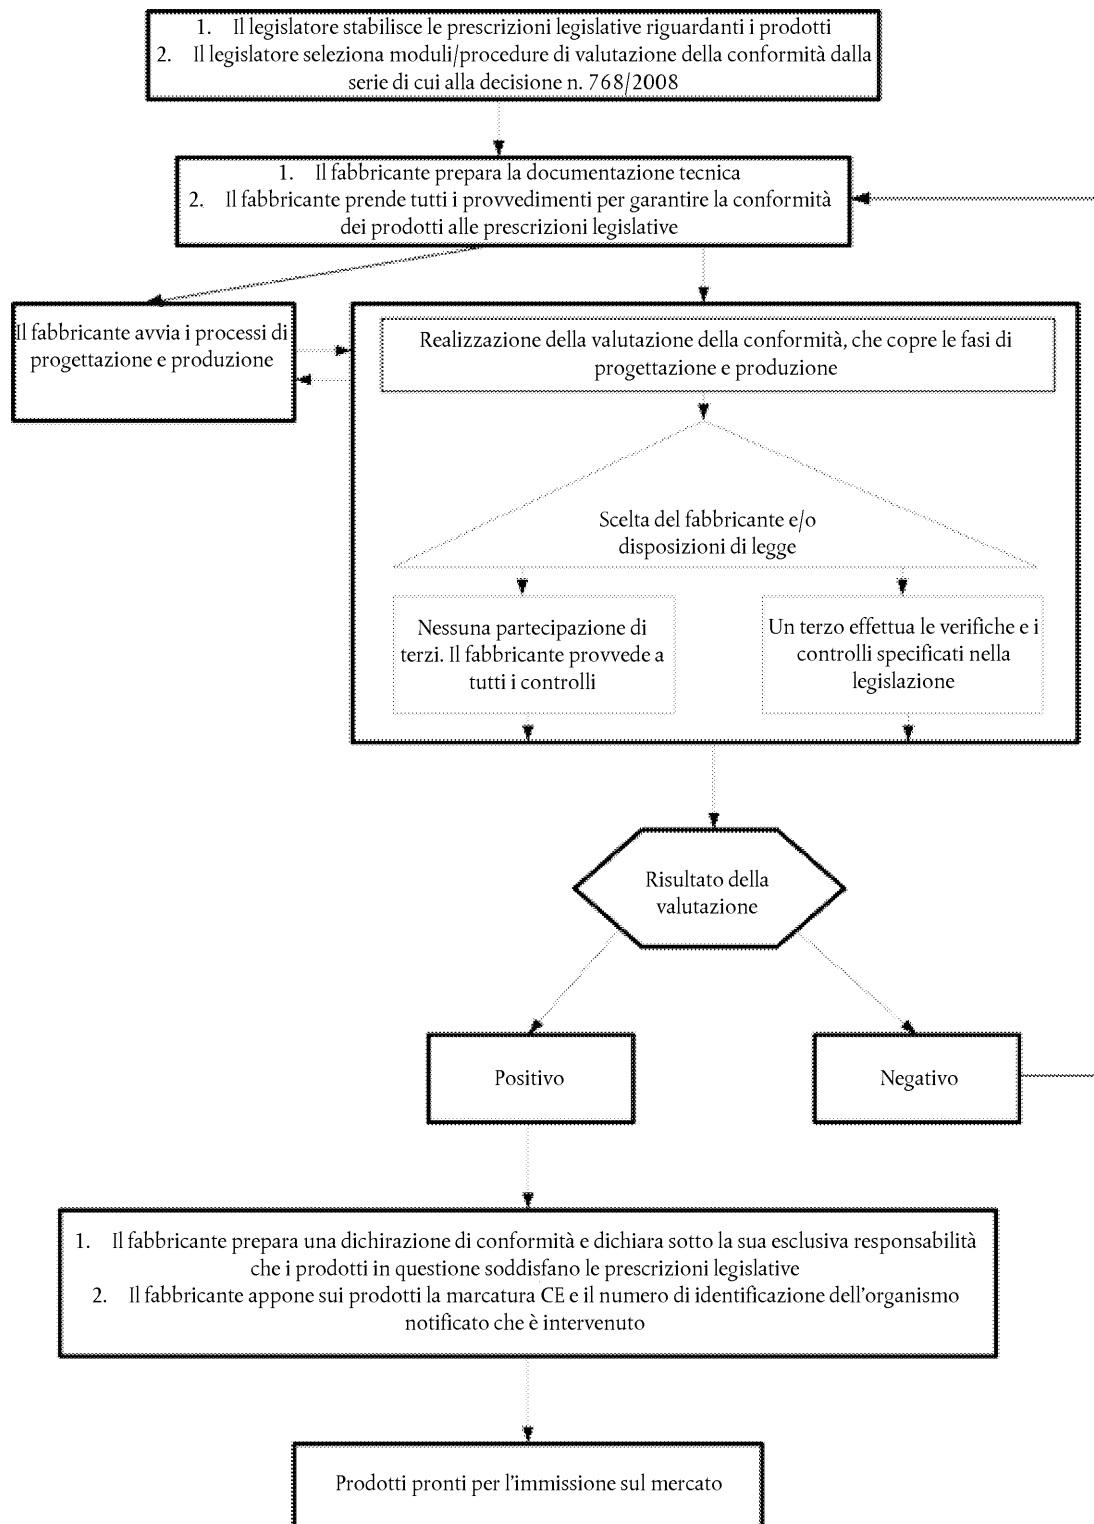 1. Il legislatore stabilisce le prescrizioni legislative riguardanti i prodotti
2. Il legislatore seleziona moduli/procedure di valutazione della conformità dalla
serie di cui alla decisione n. 768/2008
1. Il fabbricante prepara la documentazione tecnica
2. Il fabbricante prende tutti i provvedimenti per garantire la conformità
dei prodotti alle prescrizioni legislative
Il fabbricante avvia i processi di
progettazione e produzione
Realizzazione della valutazione della conformità, che copre le fasi di
progettazione e produzione
Scelta del fabbricante e/o
disposizioni di legge
Nessuna partecipazione di
terzi. Il fabbricante provvede a
tutti i controlli
Un terzo effettua le verifiche e i
controlli specificati nella
legislazione
Risultato della
valutazione
Positivo
Negativo
1. Il fabbricante prepara una dichirazione di conformità e dichiara sotto la sua esclusiva responsabilità
che i prodotti in questione soddisfano le prescrizioni legislative
2. Il fabbricante appone sui prodotti la marcatura CE e il numero di identificazione dell'organismo
notificato che è intervenuto
Prodotti pronti per l'immissione sul mercato